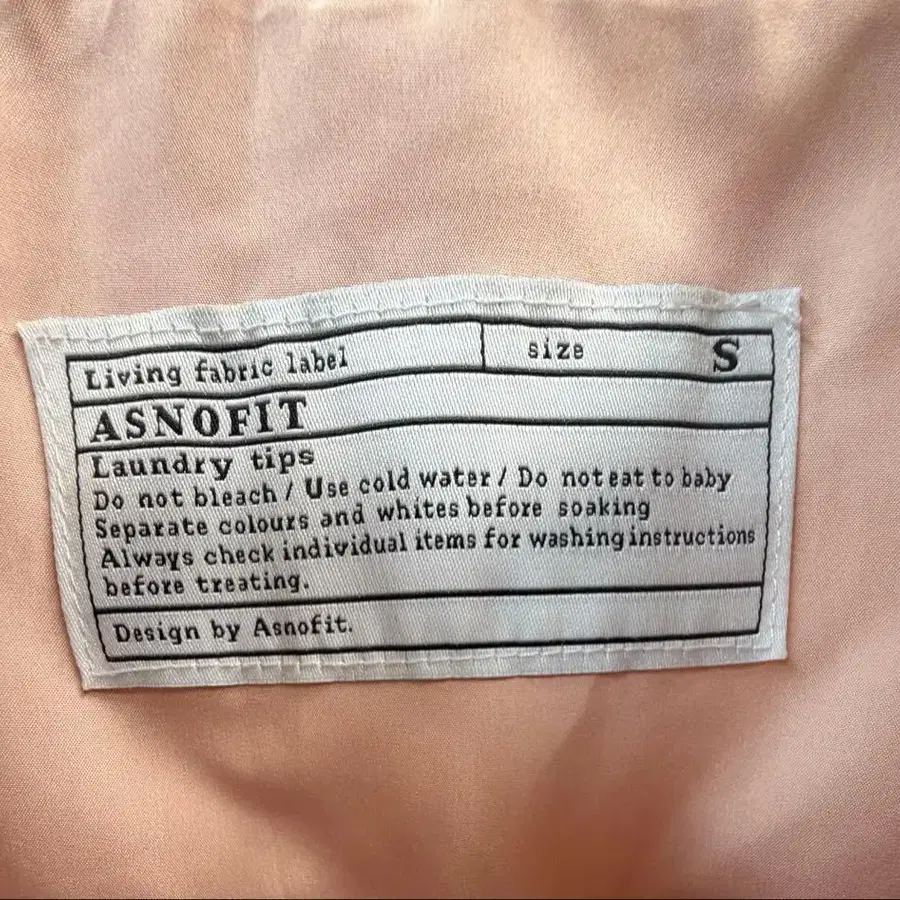 Living fabric label size S
ASNOFIT
Laundry tips
Do not bleach / Use cold water / Do not eat to baby
Separate colours and whites before soaking
Always check individual items for washing instructions
before treating.
Design by Asnofit.